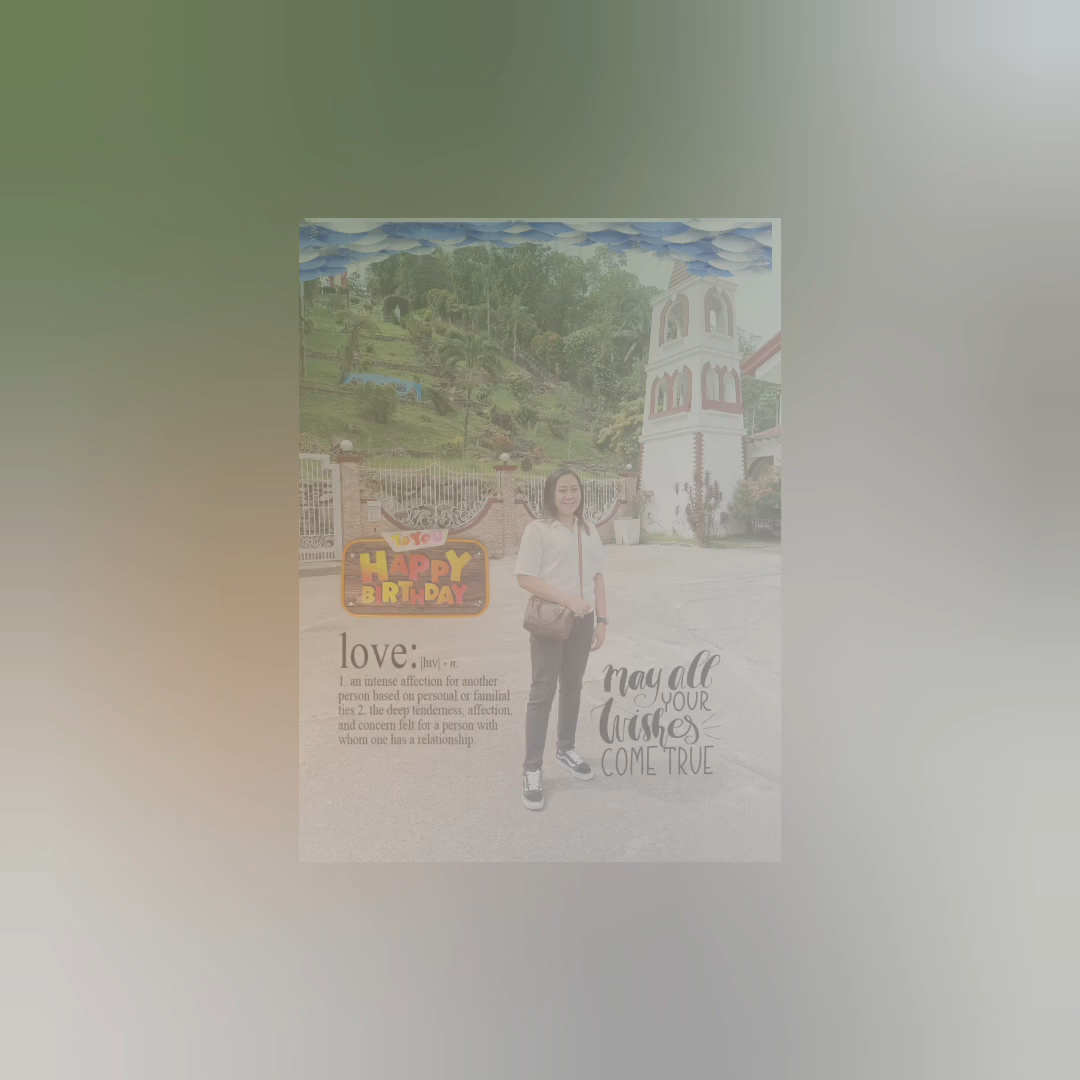 To You
HAPPY
BIRTHDAY
love: |luv| - n.
1. an intense affection for another
person based on personal or familial
ties 2. the deep tenderness, affection,
and concern felt for a person with
whom one has a relationship.
may all
YOUR
Wishes
COME TRUE